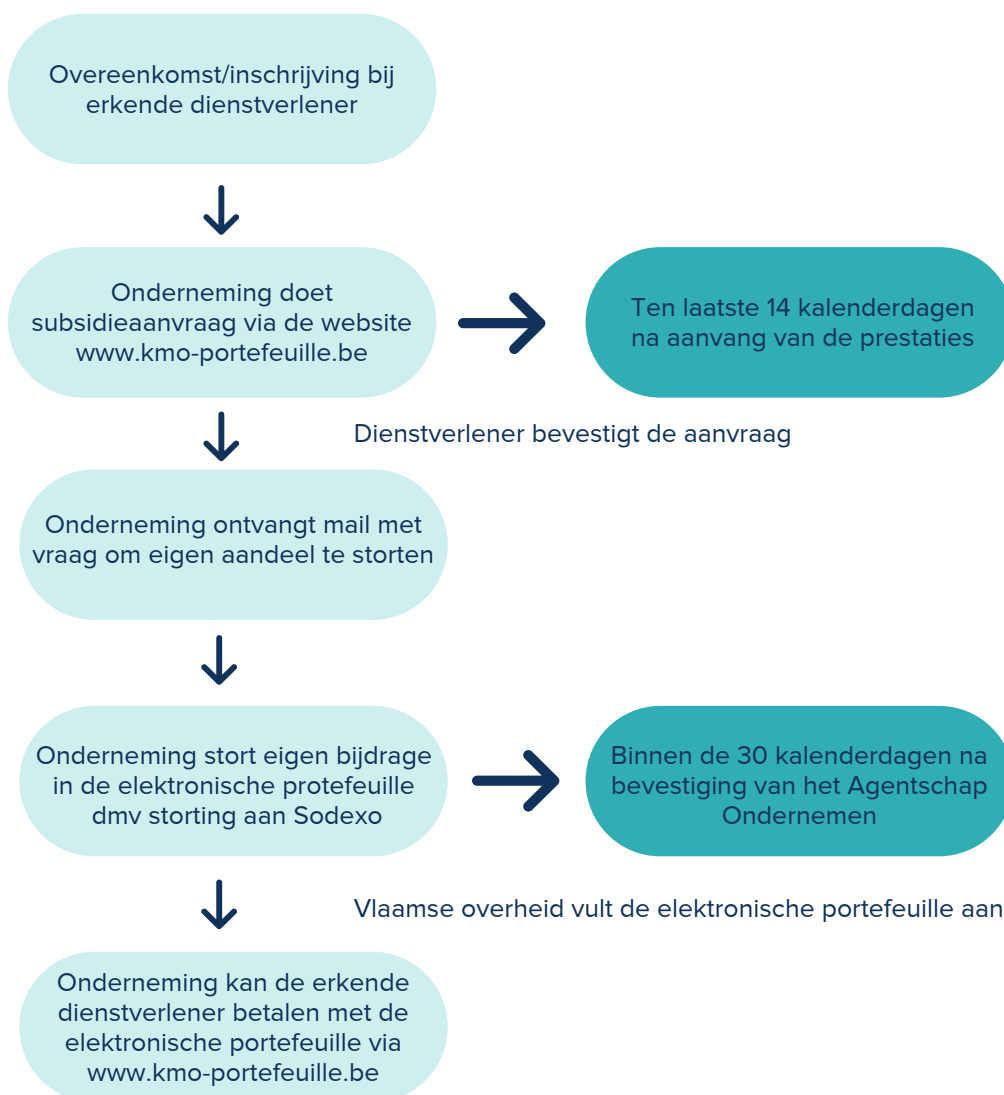 Overeenkomst/inschrijving bij
erkende dienstverlener
Onderneming doet
subsidieaanvraag via de website
www.kmo-portefeuille.be
Ten laatste 14 kalenderdagen
na aanvang van de prestaties
Dienstverlener bevestigt de aanvraag
Onderneming ontvangt mail met
vraag om eigen aandeel te storten
Onderneming stort eigen bijdrage
in de elektronische protefeuille
dmv storting aan Sodexo
Binnen de 30 kalenderdagen na
bevestiging van het Agentschap
Ondernemen
Vlaamse overheid vult de elektronische portefeuille aan
Onderneming kan de erkende
dienstverlener betalen met de
elektronische portefeuille via
www.kmo-portefeuille.be